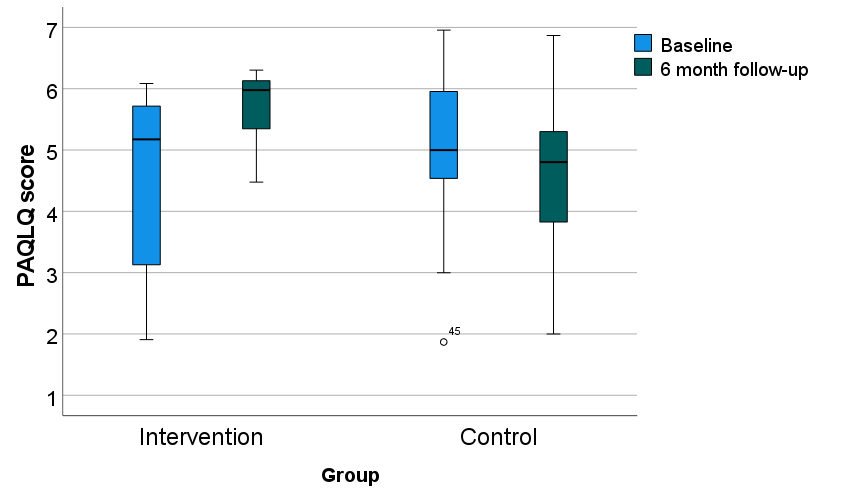 7
6
5
4
3
2
1
PAQLQ score
45
Intervention
Control
Group
Baseline
6 month follow-up